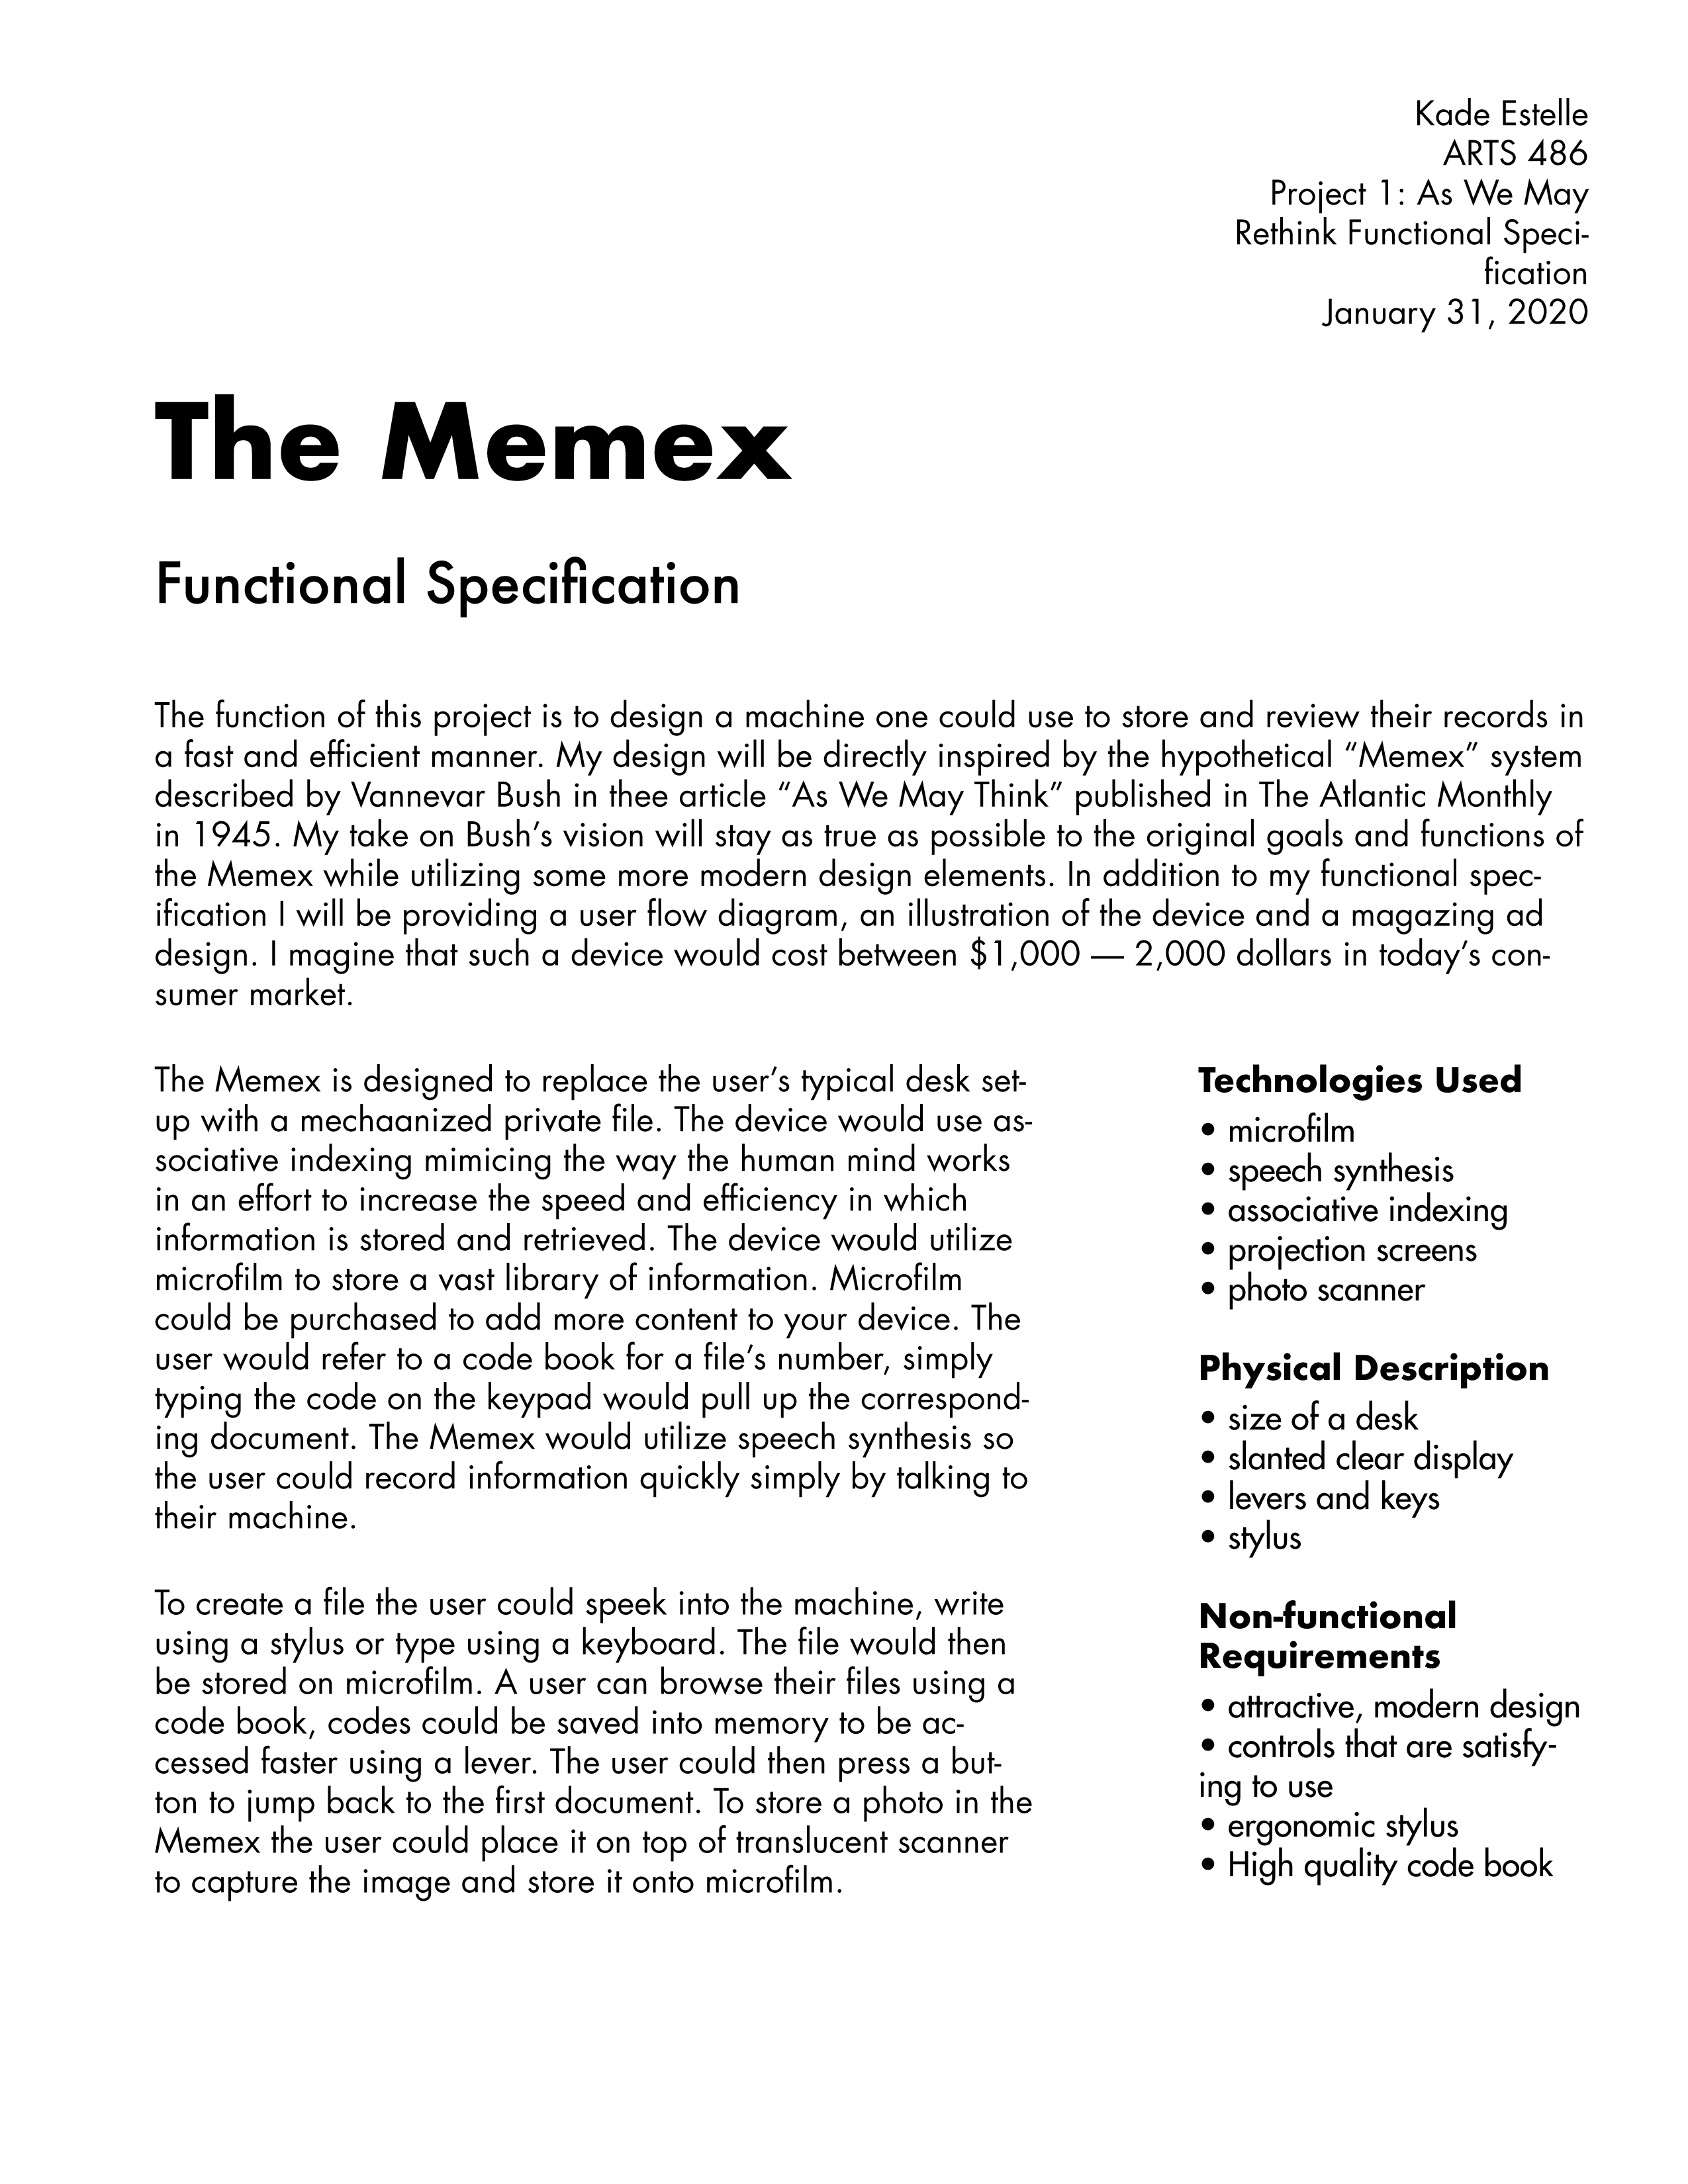 Kade Estelle
ARTS 486
Project 1: As We May
Rethink Functional Speci-
fication
January 31, 2020
The Memex
Functional Specification
The function of this project is to design a machine one could use to store and review their records in
a fast and efficient manner. My design will be directly inspired by the hypothetical “Memex” system
described by Vannevar Bush in thee article “As We May Think” published in The Atlantic Monthly
in 1945. My take on Bush’s vision will stay as true as possible to the original goals and functions of
the Memex while utilizing some more modern design elements. In addition to my functional spec-
ification I will be providing a user flow diagram, an illustration of the device and a magazing ad
design. I magine that such a device would cost between $1,000 — 2,000 dollars in today’s con-
sumer market.
The Memex is designed to replace the user’s typical desk set-
up with a mechaanized private file. The device would use as-
sociative indexing mimicing the way the human mind works
in an effort to increase the speed and efficiency in which
information is stored and retrieved. The device would utilize
microfilm to store a vast library of information. Microfilm
could be purchased to add more content to your device. The
user would refer to a code book for a file’s number, simply
typing the code on the keypad would pull up the correspond-
ing document. The Memex would utilize speech synthesis so
the user could record information quickly simply by talking to
their machine.
To create a file the user could speek into the machine, write
using a stylus or type using a keyboard. The file would then
be stored on microfilm. A user can browse their files using a
code book, codes could be saved into memory to be ac-
cessed faster using a lever. The user could then press a but-
ton to jump back to the first document. To store a photo in the
Memex the user could place it on top of translucent scanner
to capture the image and store it onto microfilm.
Technologies Used
• microfilm
• speech synthesis
• associative indexing
• projection screens
• photo scanner
Physical Description
• size of a desk
• slanted clear display
• levers and keys
• stylus
Non-functional
Requirements
• attractive, modern design
• controls that are satisfy-
ing to use
• ergonomic stylus
• High quality code book